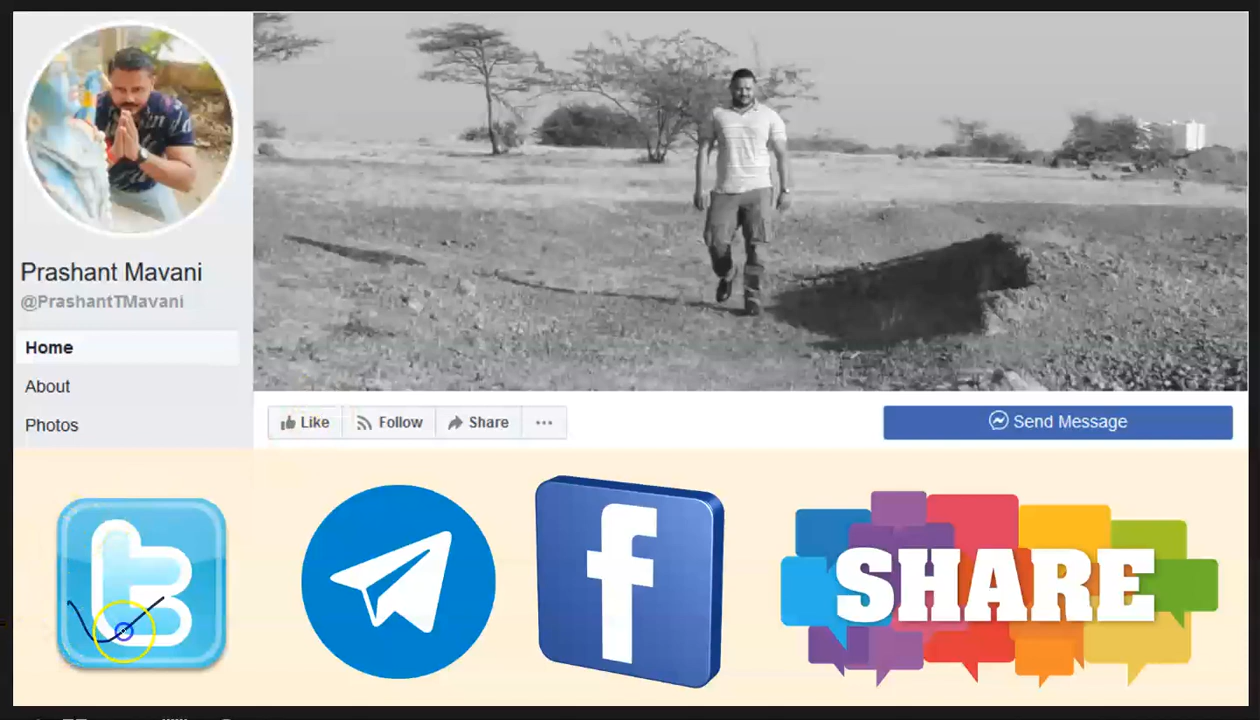 Prashant Mavani
@PrashantTMavani
Home
About
Photos
Like Follow Share ...
Send Message
SHARE